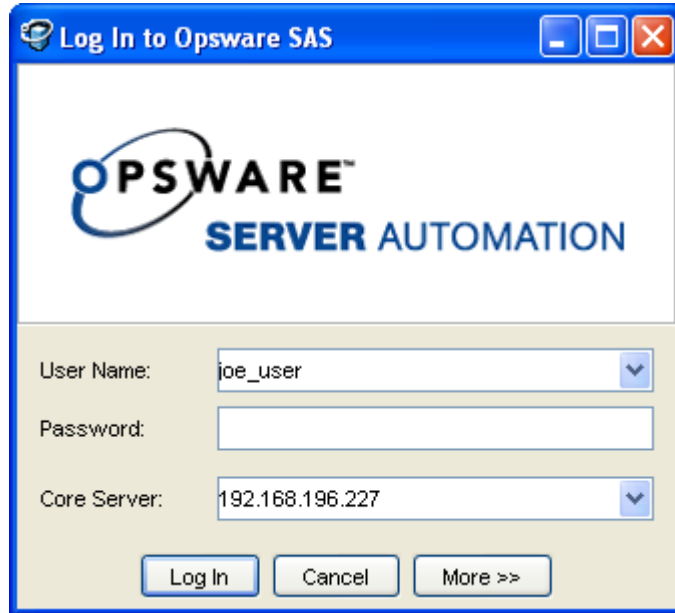 Log In to Opsware SAS
OPSWARE™
SERVER AUTOMATION
User Name: joe_user
Password:
Core Server: 192.168.196.227
Log In Cancel More >>